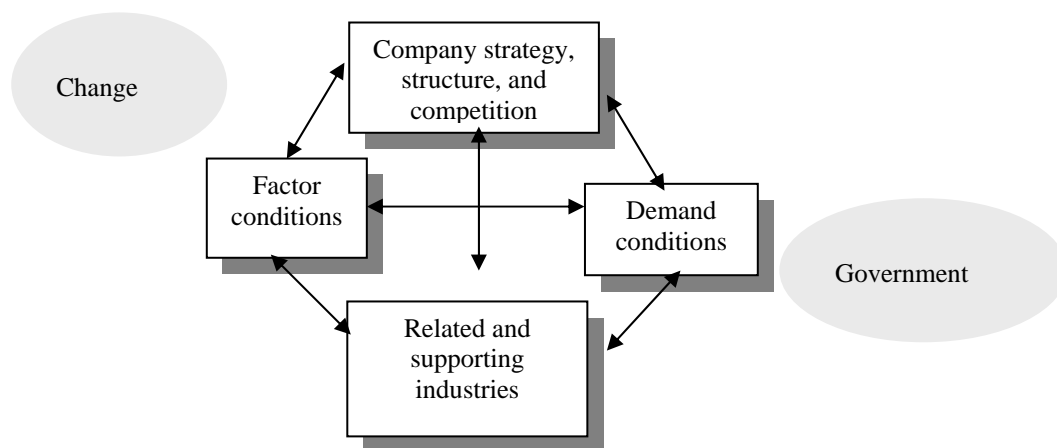 Company strategy,
structure, and
competition
Change
Factor
conditions
Demand
conditions
Government
Related and
supporting
industries